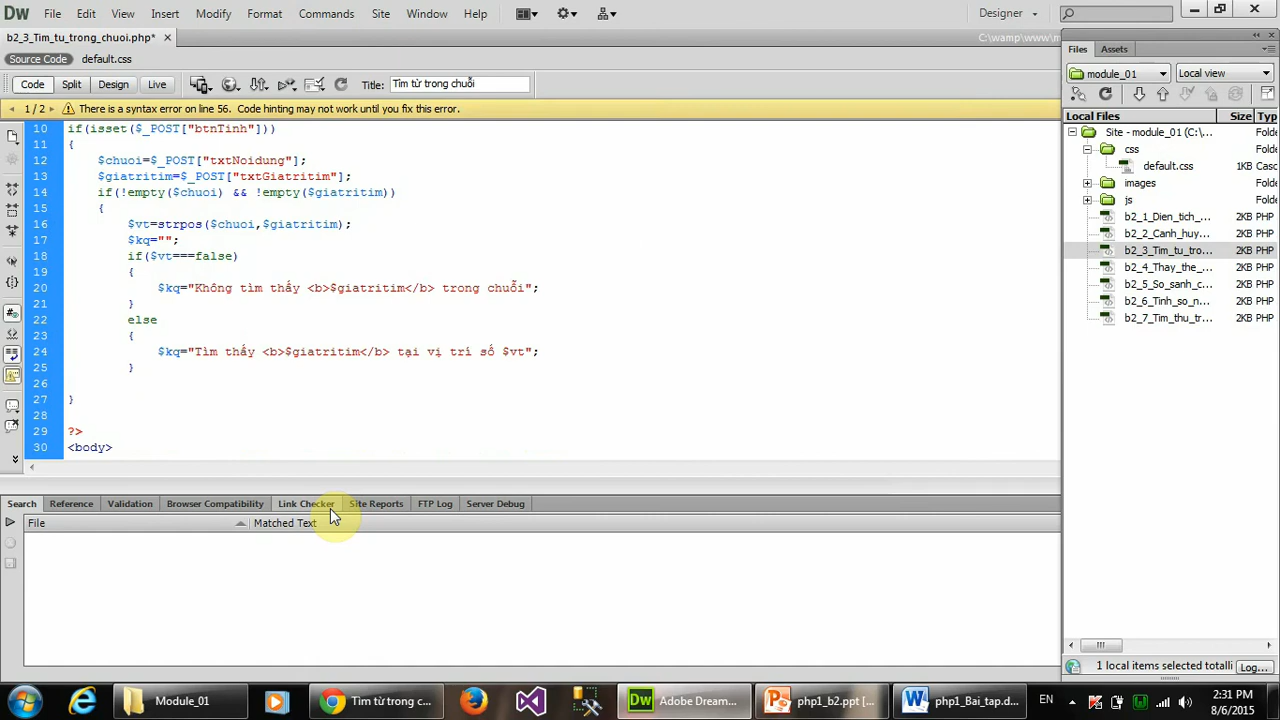 DW File Edit View Insert Modify Format Commands Site Window Help Designer
b2_3_Tim_tu_trong_chuoi.php* C:\wamp\www\m Files Assets
Source Code default.css module_01 Local view
Code Split Design Live Title: Tìm từ trong chuỗi
1 / 2 There is a syntax error on line 56. Code hinting may not work until you fix this error.
Local Files Size Typ
Site - module_01 (C:\... Folde
css Folde
default.css 1KB Casc
images Folde
js Folde
b2_1_Dien_tich_... 2KB PHP
b2_2_Canh_huy... 2KB PHP
b2_3_Tim_tu_tro... 2KB PHP
b2_4_Thay_the_... 2KB PHP
b2_5_So_sanh_c... 2KB PHP
b2_6_Tinh_so_n... 2KB PHP
b2_7_Tim_thu_tr... 2KB PHP
10 if(isset($_POST["btnTinh"]))
11 {
12 $chuoi=$_POST["txtNoidung"];
13 $giatritim=$_POST["txtGiatritim"];
14 if(!empty($chuoi) && !empty($giatritim))
15 {
16 $vt=strpos($chuoi,$giatritim);
17 $kq="";
18 if($vt===false)
19 {
20 $kq="Không tìm thấy <b>$giatritim</b> trong chuỗi";
21 }
22 else
23 {
24 $kq="Tìm thấy <b>$giatritim</b> tại vị trí số $vt";
25 }
26
27 }
28
29 ?>
30 <body>
Search Reference Validation Browser Compatibility Link Checker Site Reports FTP Log Server Debug
File Matched Text
1 local items selected totalli Log...
Module_01 Tìm từ trong c... Adobe Dream... php1_b2.ppt [... php1_Bai_tap.d... EN 2:31 PM
8/6/2015